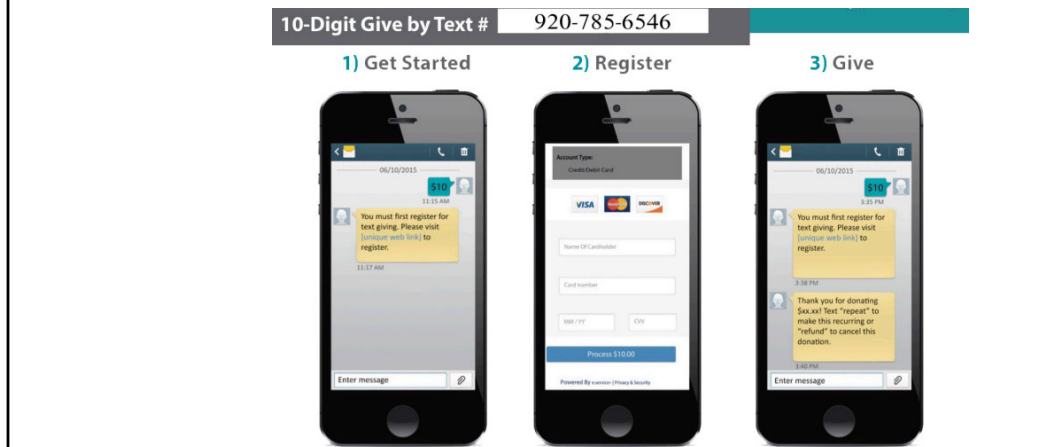 10-Digit Give by Text # 920-785-6546
1) Get Started
2) Register
3) Give
06/10/2015
$10
11:15 AM
You must first register for
text giving. Please visit
[unique web link] to
register.
11:17 AM
Enter message
Account Type:
Credit/Debit Card
VISA MasterCard DISCOVER
Name Of Cardholder
Card number
MM / YY CVV
Process $10.00
Powered By | Privacy & Security
06/10/2015
$10
3:35 PM
You must first register for
text giving. Please visit
[unique web link] to
register.
3:38 PM
Thank you for donating
$xx.xx! Text "repeat" to
make this recurring or
"refund" to cancel this
donation.
3:40 PM
Enter message